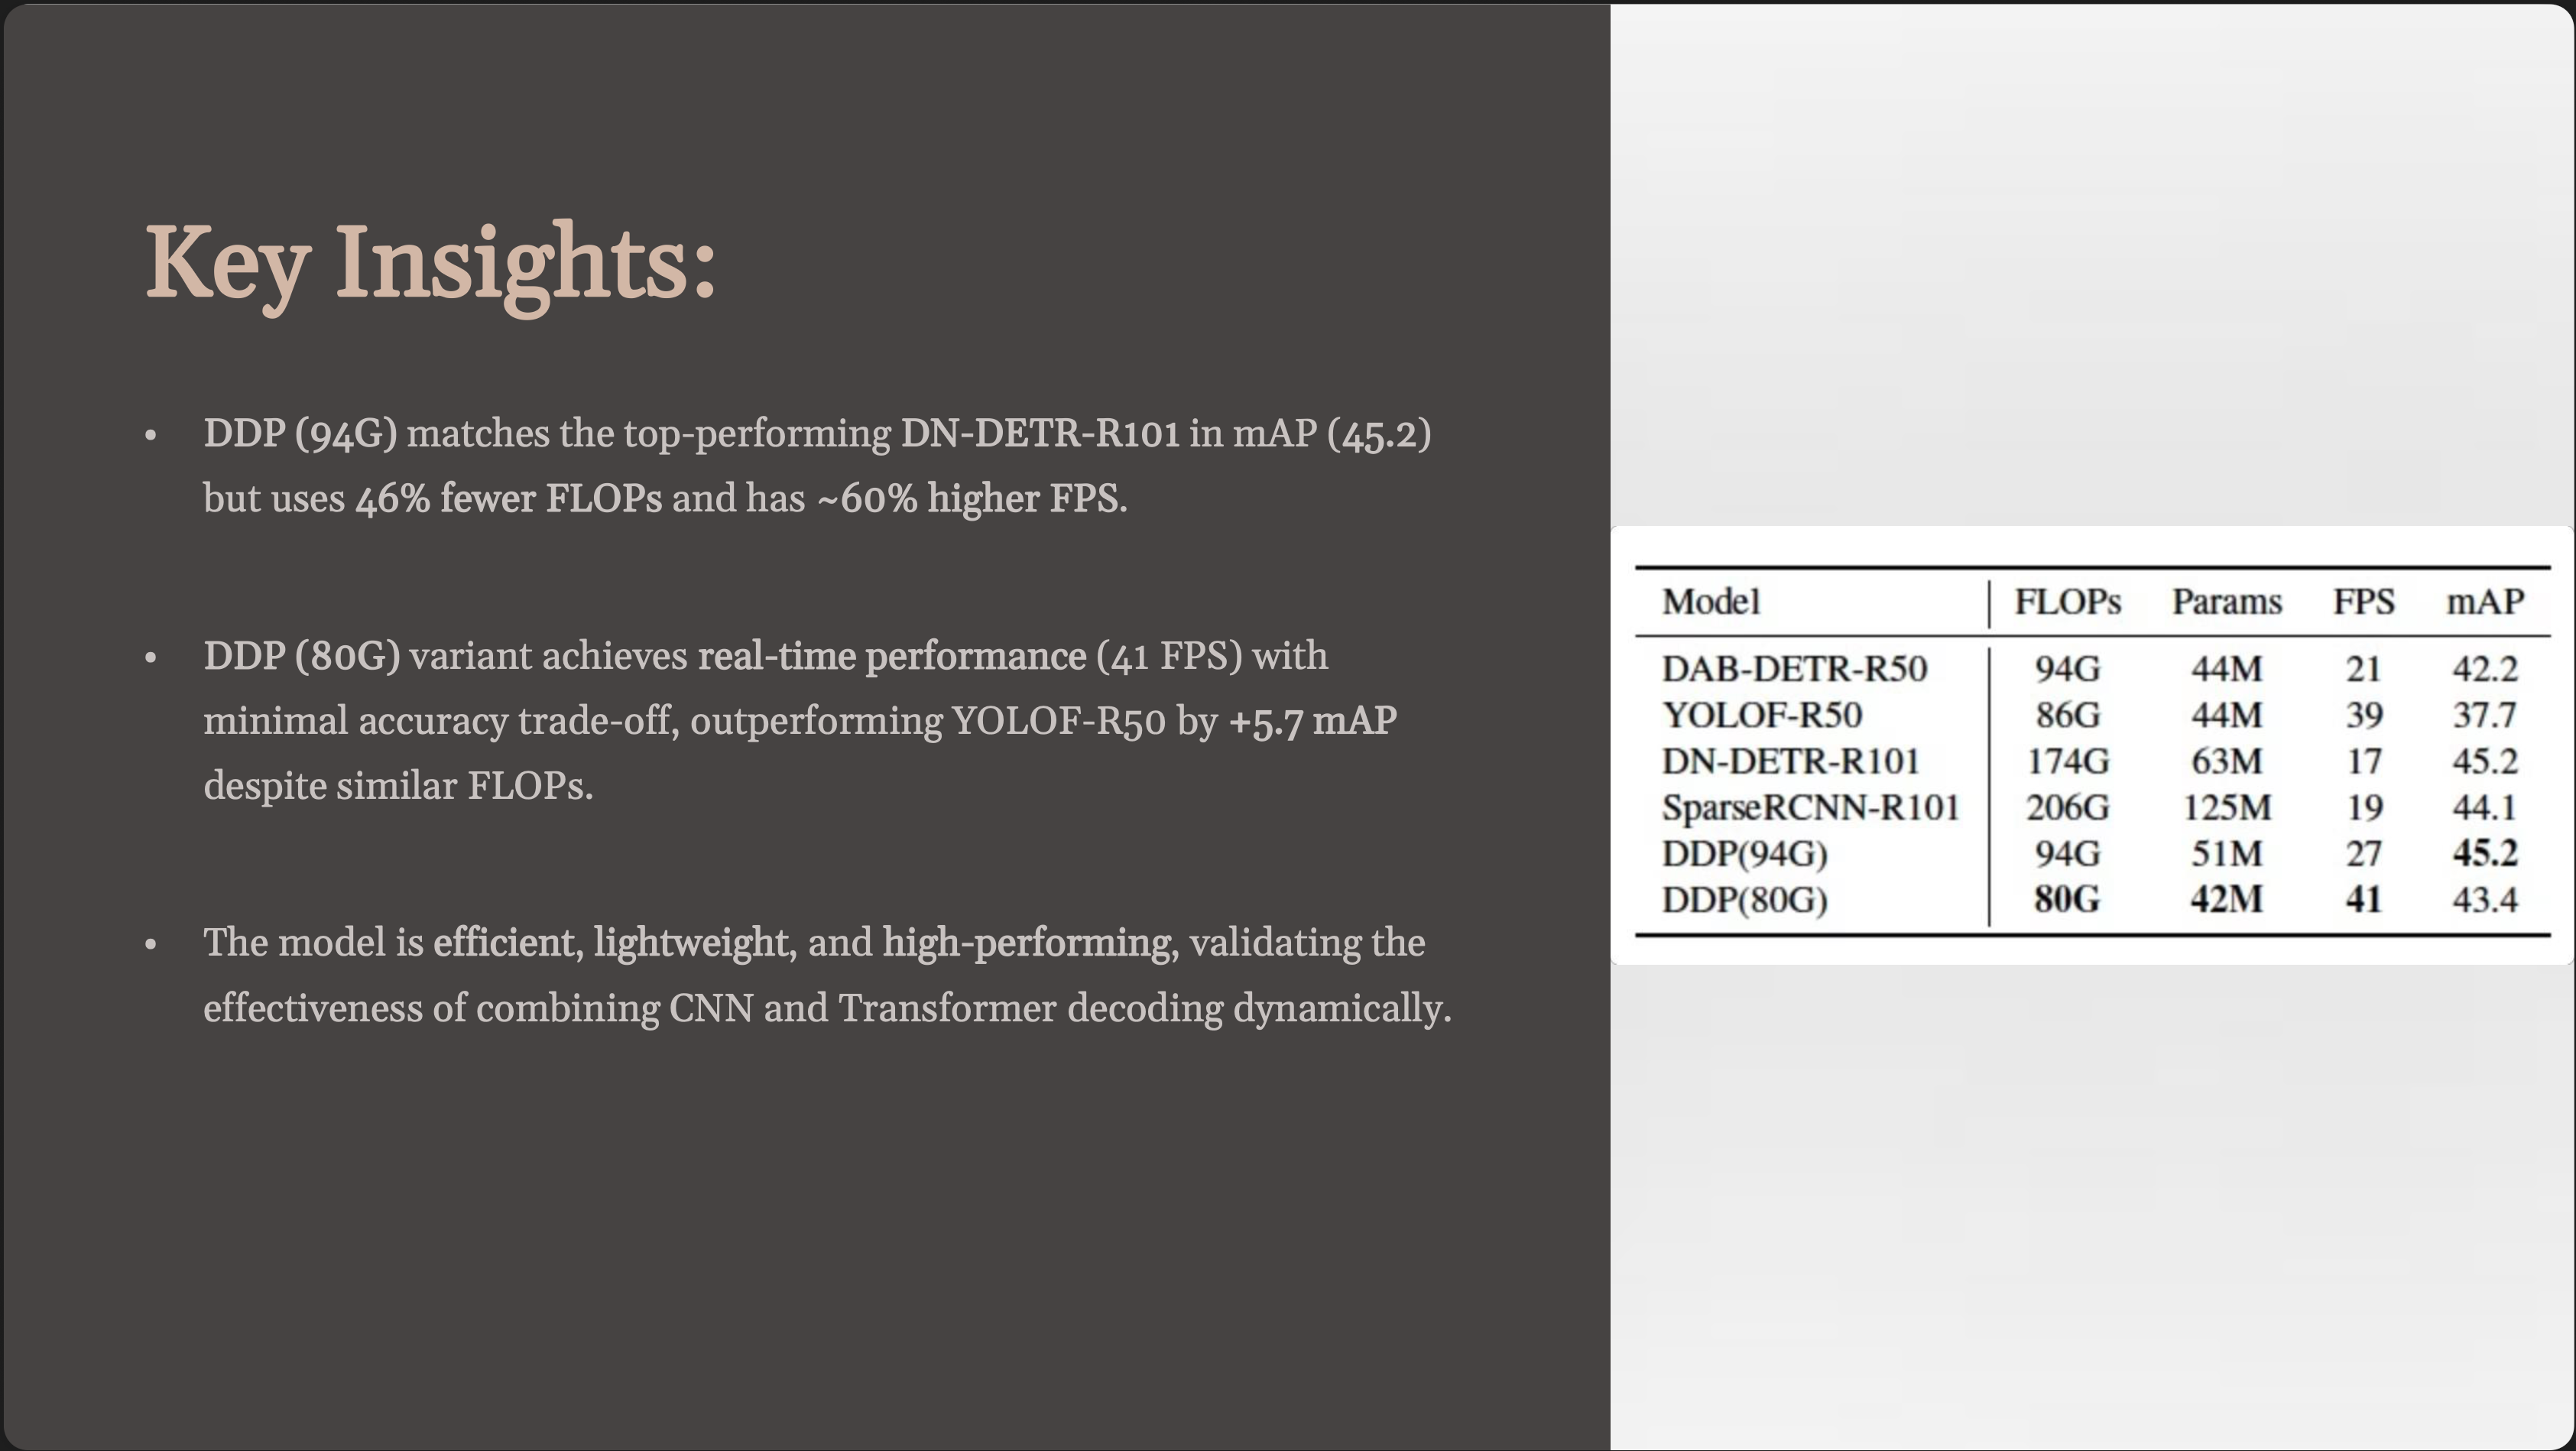 Key Insights:
• DDP (94G) matches the top-performing DN-DETR-R101 in mAP (45.2)
but uses 46% fewer FLOPs and has ~60% higher FPS.
• DDP (80G) variant achieves real-time performance (41 FPS) with
minimal accuracy trade-off, outperforming YOLOF-R50 by +5.7 mAP
despite similar FLOPs.
• The model is efficient, lightweight, and high-performing, validating the
effectiveness of combining CNN and Transformer decoding dynamically.
Model FLOPs Params FPS mAP
DAB-DETR-R50 94G 44M 21 42.2
YOLOF-R50 86G 44M 39 37.7
DN-DETR-R101 174G 63M 17 45.2
SparseRCNN-R101 206G 125M 19 44.1
DDP(94G) 94G 51M 27 45.2
DDP(80G) 80G 42M 41 43.4